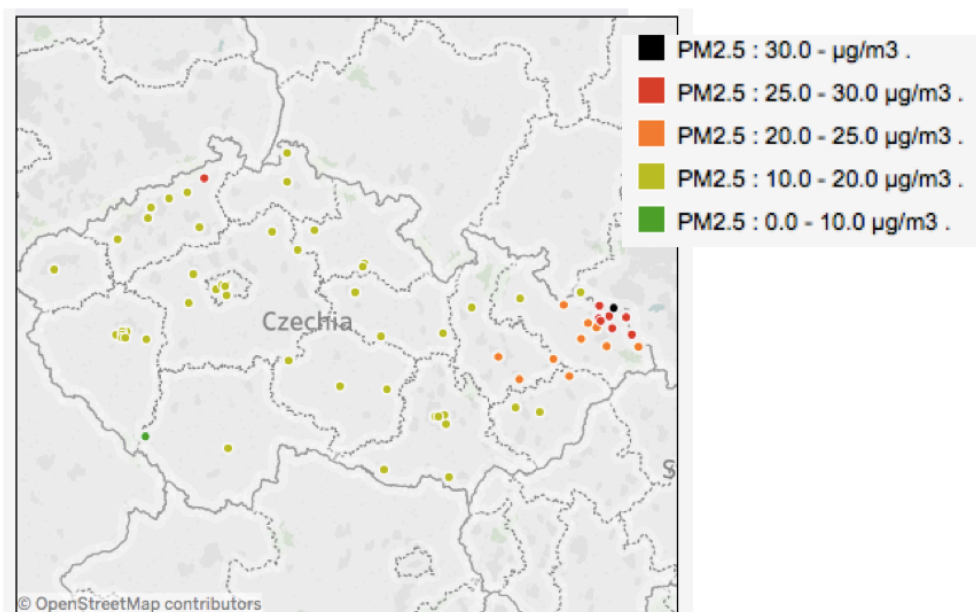 PM2.5 : 30.0 - µg/m3 .
PM2.5 : 25.0 - 30.0 µg/m3 .
PM2.5 : 20.0 - 25.0 µg/m3 .
PM2.5 : 10.0 - 20.0 µg/m3 .
PM2.5 : 0.0 - 10.0 µg/m3 .
Czechia
S
© OpenStreetMap contributors